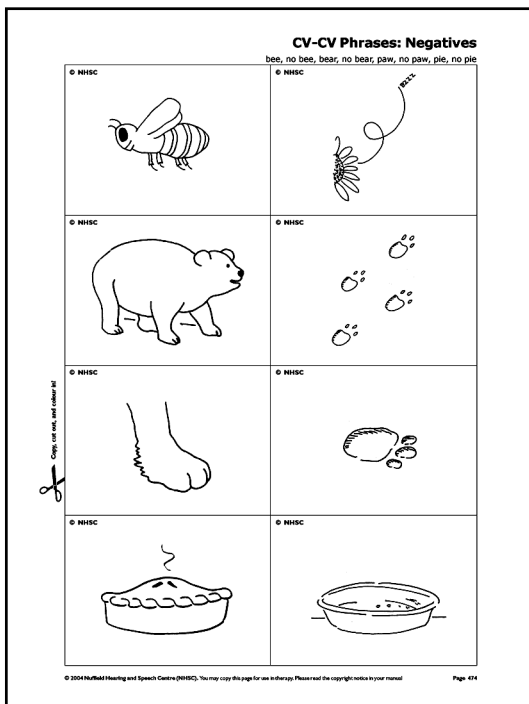 CV-CV Phrases: Negatives
bee, no bee, bear, no bear, paw, no paw, pie, no pie
© NHSC © NHSC
Bzzz
© NHSC © NHSC
© NHSC © NHSC
Copy, cut out, and colour in!
© NHSC © NHSC
© 2004 Nuffield Hearing and Speech Centre (NHSC). You may copy this page for use in therapy. Please read the copyright notice in your manual Page 474